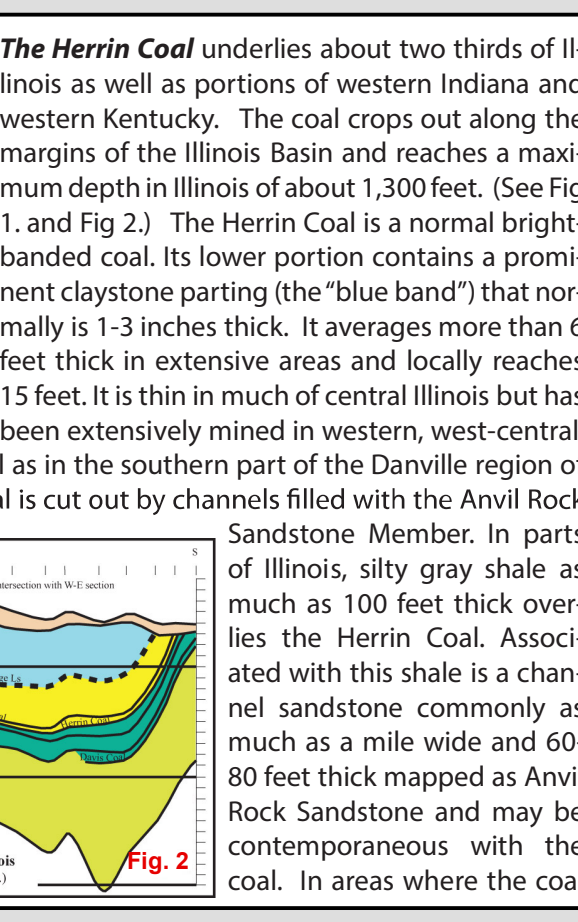 The Herrin Coal underlies about two thirds of Il-
linois as well as portions of western Indiana and
western Kentucky. The coal crops out along the
margins of the Illinois Basin and reaches a maxi-
mum depth in Illinois of about 1,300 feet. (See Fig
1. and Fig 2.) The Herrin Coal is a normal bright-
banded coal. Its lower portion contains a promi-
nent claystone parting (the “blue band”) that nor-
mally is 1-3 inches thick. It averages more than 6
feet thick in extensive areas and locally reaches
15 feet. It is thin in much of central Illinois but has
been extensively mined in western, west-central
l as in the southern part of the Danville region of
al is cut out by channels filled with the Anvil Rock
Sandstone Member. In parts
of Illinois, silty gray shale as
much as 100 feet thick over-
lies the Herrin Coal. Associ-
ated with this shale is a chan-
nel sandstone commonly as
much as a mile wide and 60-
80 feet thick mapped as Anvi
Rock Sandstone and may be
contemporaneous with the
coal. In areas where the coa
S
tersection with W-E section
ge Ls
al
Herrin Coal
Davis Coal
ois
.)
Fig. 2